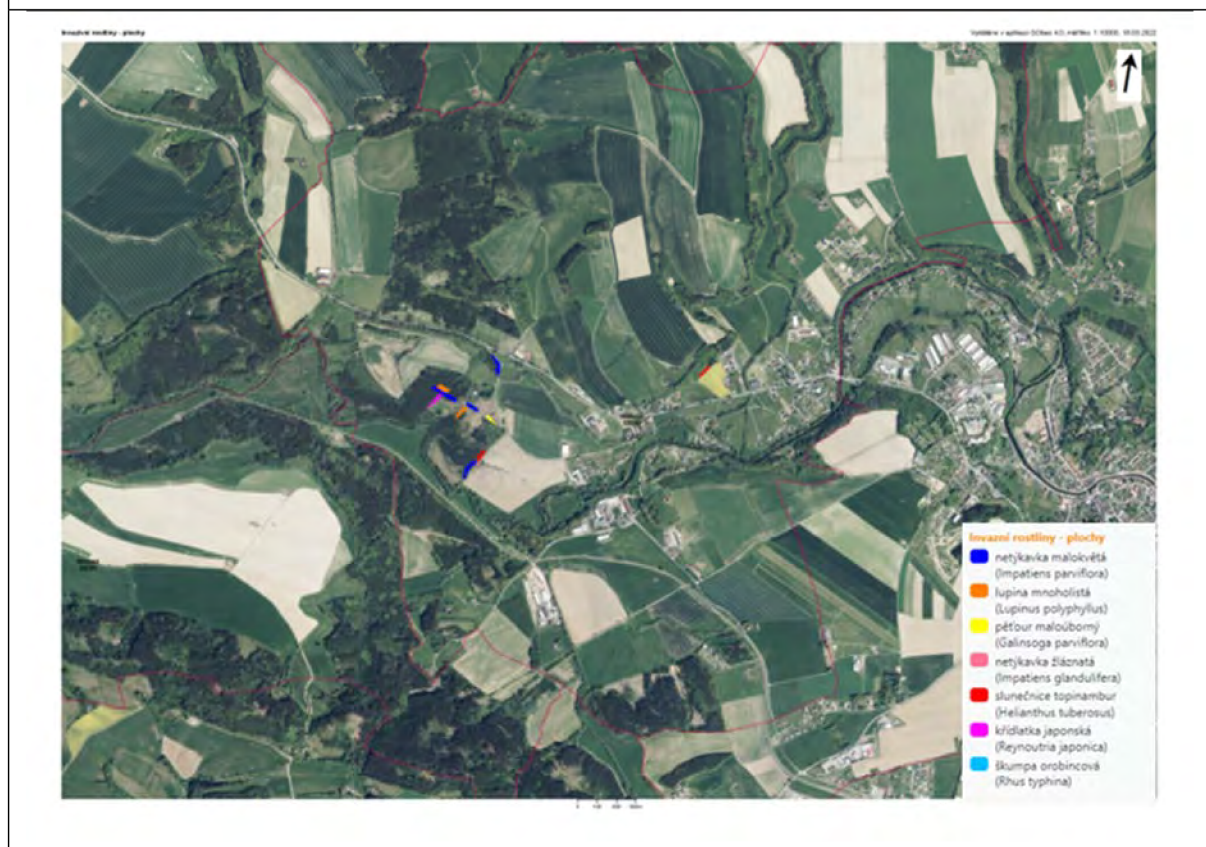 Invazní rostliny - plochy
Invazní rostliny - plochy
netýkavka malokvětá
(Impatiens parviflora)
lupina mnoholistá
(Lupinus polyphyllus)
pěťour maloúborný
(Galinsoga parviflora)
netýkavka žláznatá
(Impatiens glandulifera)
slunečnice topinambur
(Helianthus tuberosus)
křídlatka japonská
(Reynoutria japonica)
škumpa orobincová
(Rhus typhina)